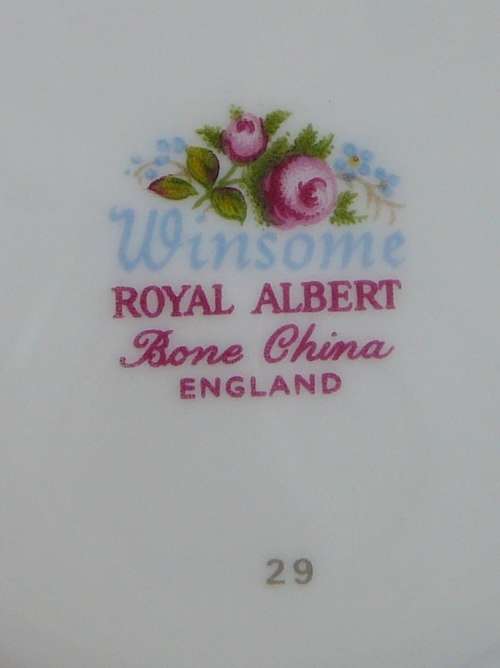 Winsome
ROYAL ALBERT
Bone China
ENGLAND
29